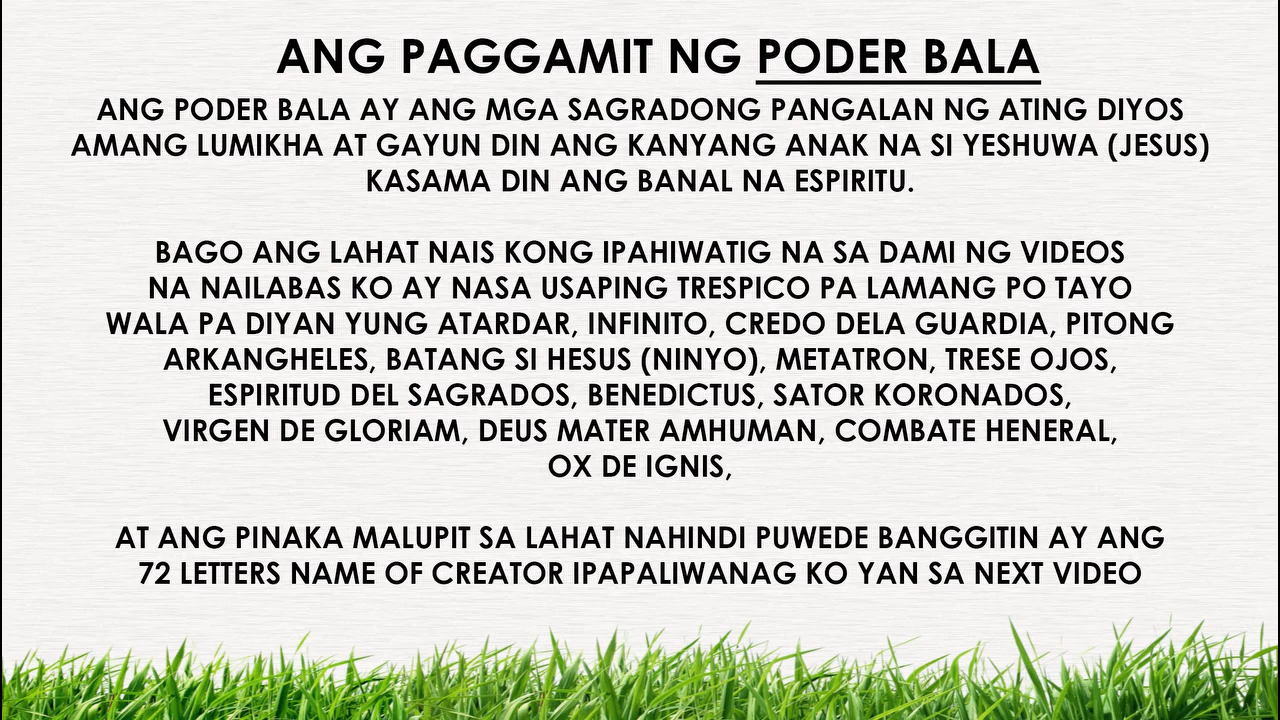 ANG PAGGAMIT NG PODER BALA
ANG PODER BALA AY ANG MGA SAGRADONG PANGALAN NG ATING DIYOS
AMANG LUMIKHA AT GAYUN DIN ANG KANYANG ANAK NA SI YESHUWA (JESUS)
KASAMA DIN ANG BANAL NA ESPIRITU.
BAGO ANG LAHAT NAIS KONG IPAHIWATIG NA SA DAMI NG VIDEOS
NA NAILABAS KO AY NASA USAPING TRESPICO PA LAMANG PO TAYO
WALA PA DIYAN YUNG ATARDAR, INFINITO, CREDO DELA GUARDIA, PITONG
ARKANGHELES, BATANG SI HESUS (NINYO), METATRON, TRESE OJOS,
ESPIRITUD DEL SAGRADOS, BENEDICTUS, SATOR KORONADOS,
VIRGEN DE GLORIAM, DEUS MATER AMHUMAN, COMBATE HENERAL,
OX DE IGNIS,
AT ANG PINAKA MALUPIT SA LAHAT NAHINDI PUWEDE BANGGITIN AY ANG
72 LETTERS NAME OF CREATOR IPAPALIWANAG KO YAN SA NEXT VIDEO